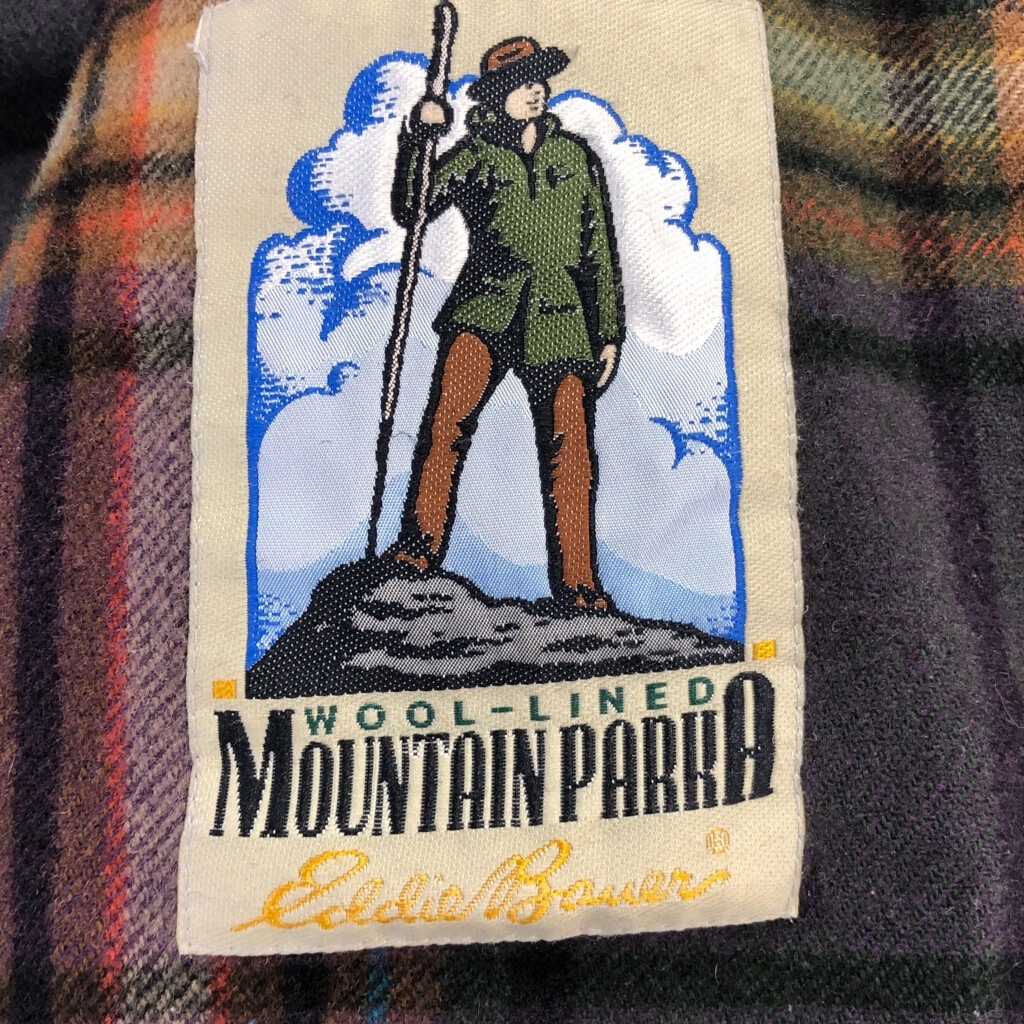 WOOL-LINED
MOUNTAIN PARKA
Eddie Bauer ®